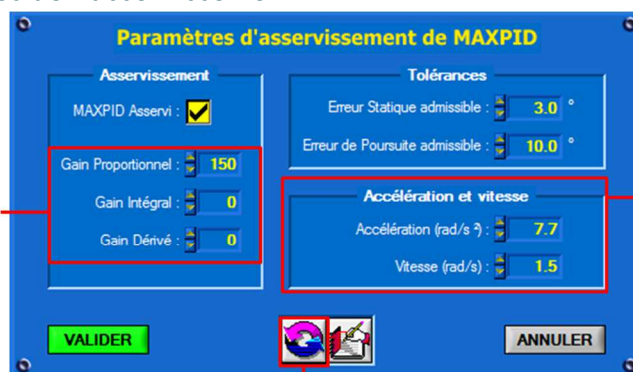 Paramètres d'asservissement de MAXPID
Asservissement
MAXPID Asservi :
Gain Proportionnel : 150
Gain Intégral : 0
Gain Dérivé : 0
Tolérances
Erreur Statique admissible : 3.0 °
Erreur de Poursuite admissible : 10.0 °
Accélération et vitesse
Accélération (rad/s ²) : 7.7
Vitesse (rad/s) : 1.5
VALIDER
ANNULER